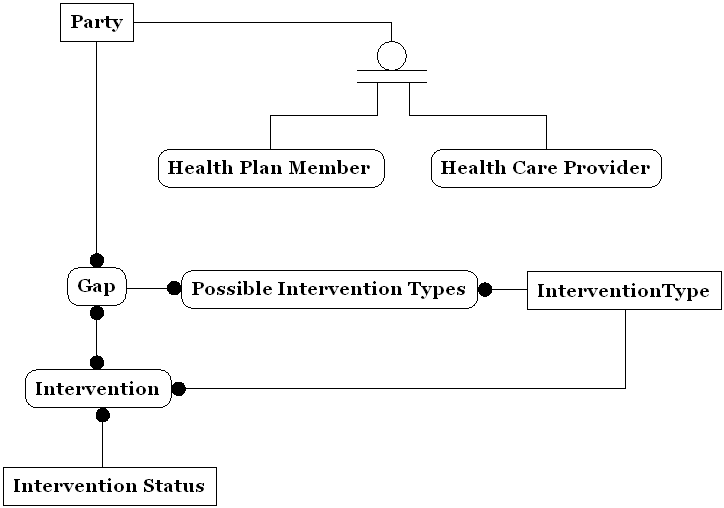 Party
Health Plan Member
Health Care Provider
Gap
Possible Intervention Types
InterventionType
Intervention
Intervention Status